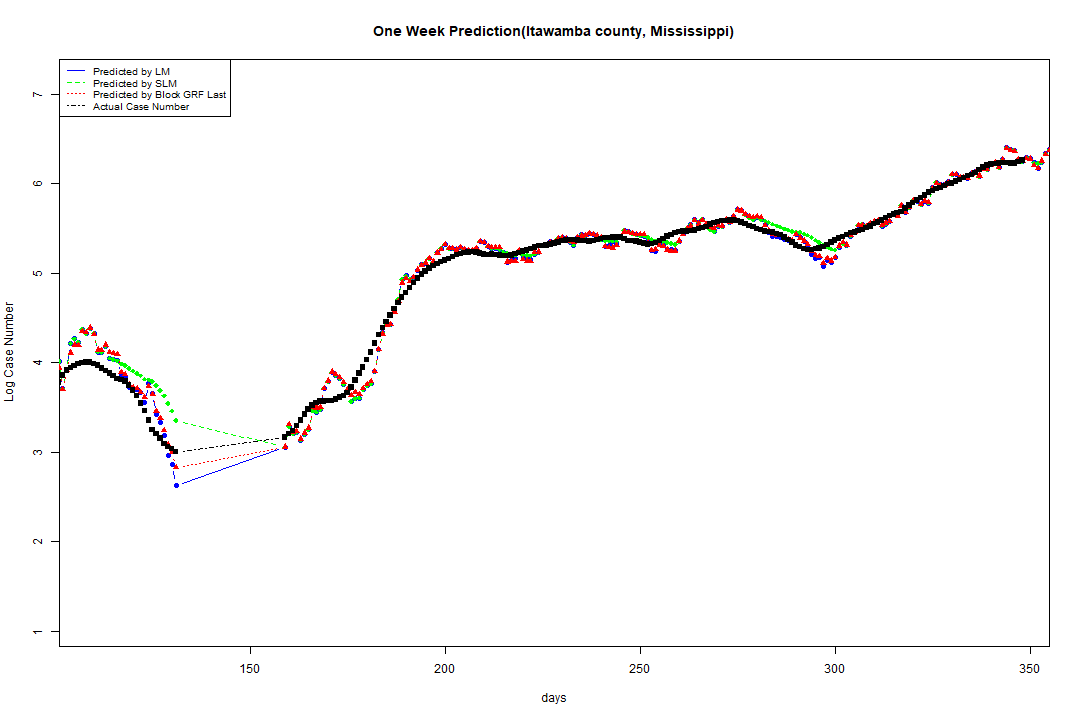 One Week Prediction(Itawamba county, Mississippi)
Predicted by LM
Predicted by SLM
Predicted by Block GRF Last
Actual Case Number
7
6
5
4
3
2
1
Log Case Number
150
200
250
300
350
days